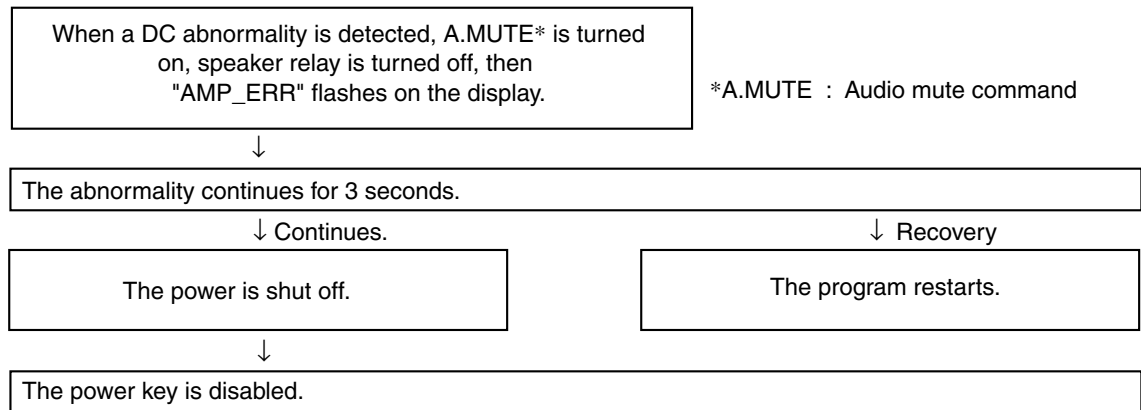 When a DC abnormality is detected, A.MUTE* is turned
on, speaker relay is turned off, then
"AMP_ERR" flashes on the display.
*A.MUTE : Audio mute command
↓
The abnormality continues for 3 seconds.
↓ Continues.
↓ Recovery
The power is shut off.
The program restarts.
↓
The power key is disabled.